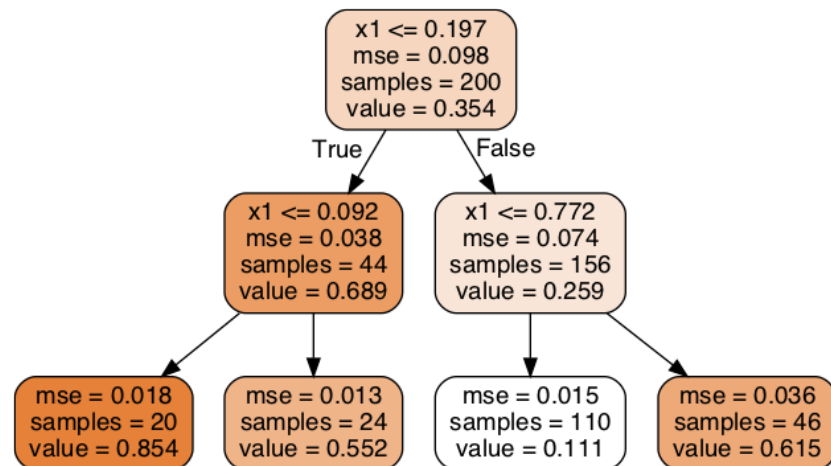 x1 <= 0.197
mse = 0.098
samples = 200
value = 0.354
True
False
x1 <= 0.092
mse = 0.038
samples = 44
value = 0.689
x1 <= 0.772
mse = 0.074
samples = 156
value = 0.259
mse = 0.018
samples = 20
value = 0.854
mse = 0.013
samples = 24
value = 0.552
mse = 0.015
samples = 110
value = 0.111
mse = 0.036
samples = 46
value = 0.615